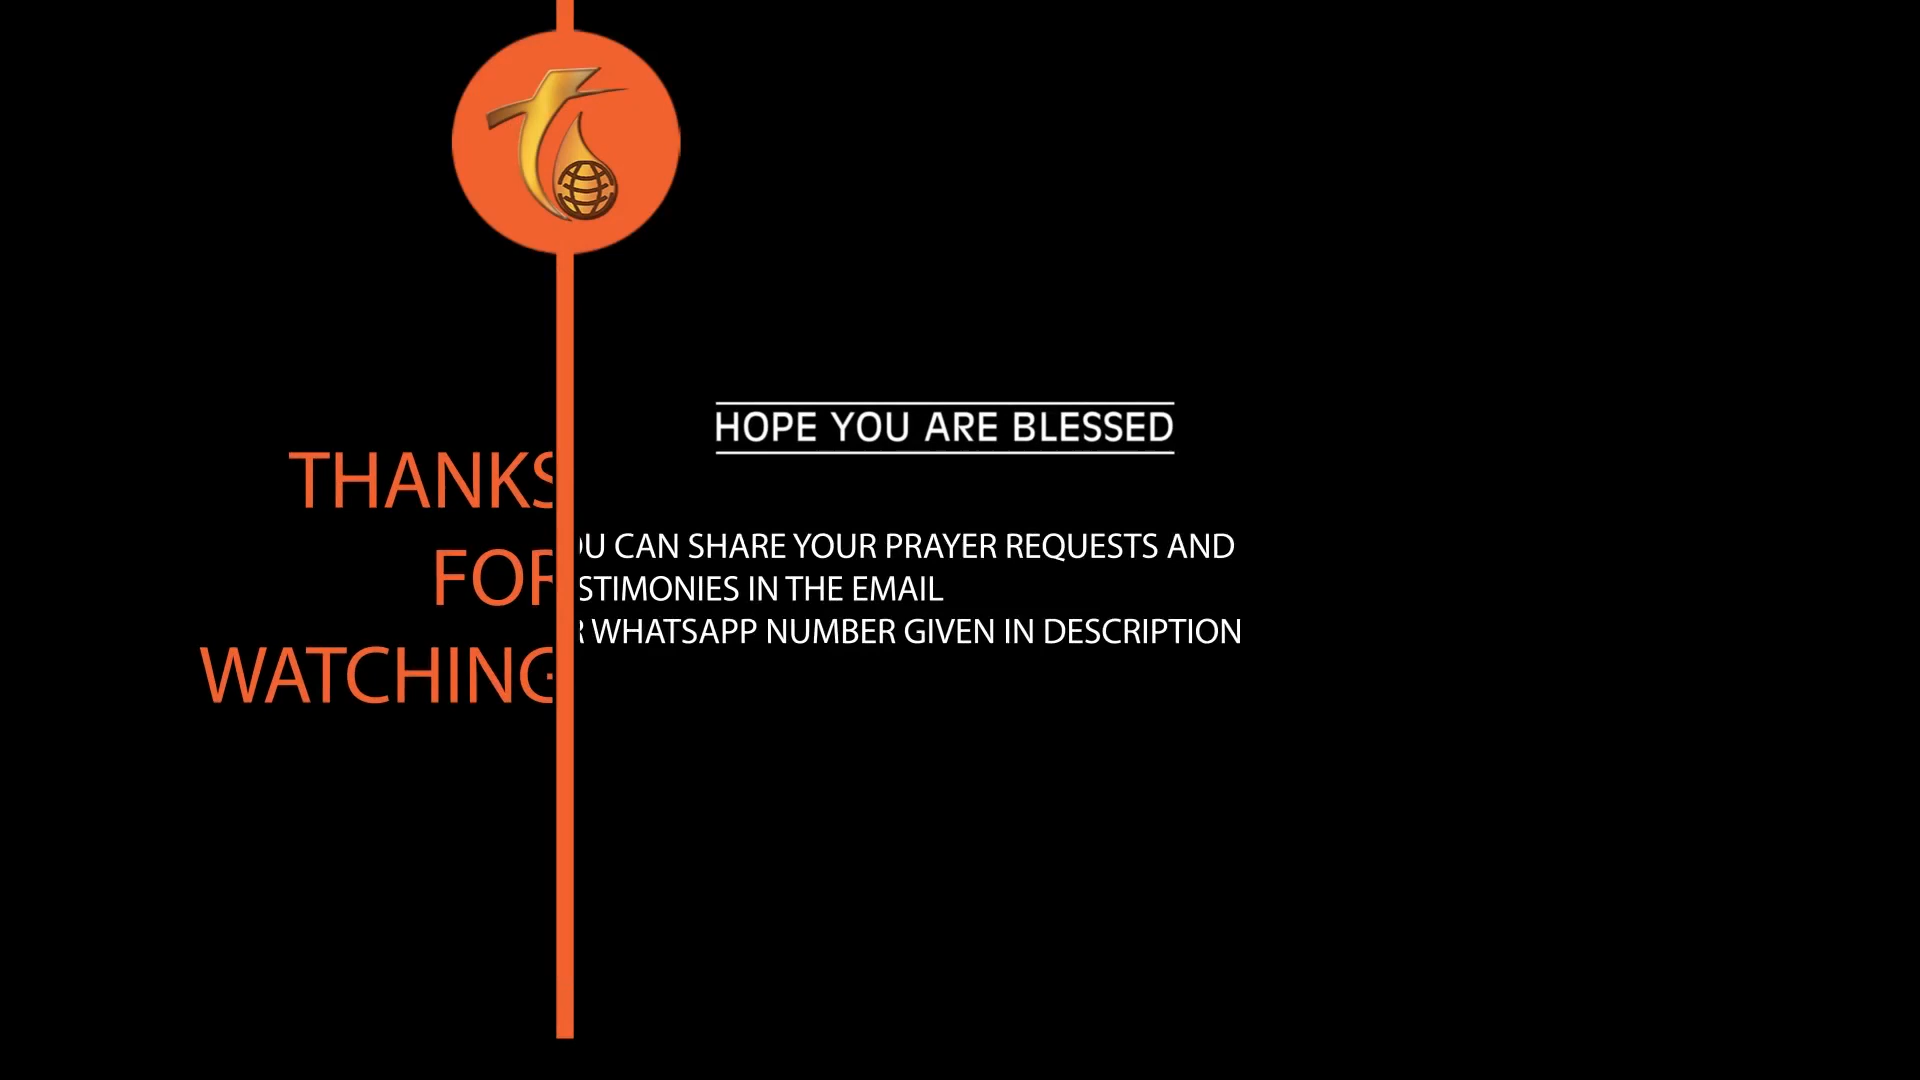 THANKS
FOR
WATCHING
HOPE YOU ARE BLESSED
OU CAN SHARE YOUR PRAYER REQUESTS AND
STIMONIES IN THE EMAIL
R WHATSAPP NUMBER GIVEN IN DESCRIPTION